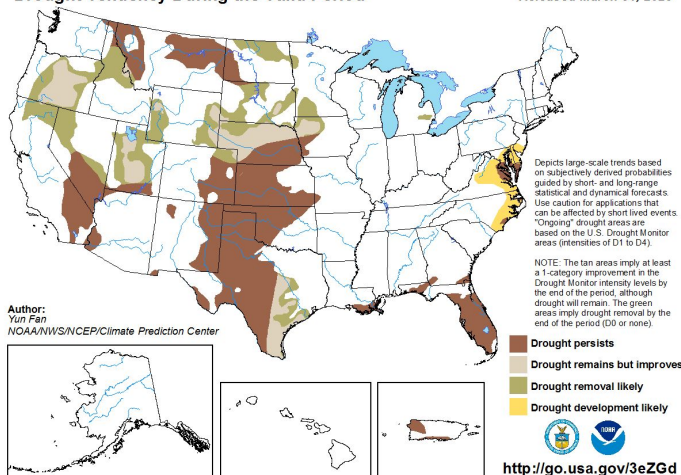 Depicts large-scale trends based
on subjectively derived probabilities
guided by short- and long-range
statistical and dynamical forecasts.
Use caution for applications that
can be affected by short lived events.
"Ongoing" drought areas are
based on the U.S. Drought Monitor
areas (intensities of D1 to D4).
NOTE: The tan areas imply at least
a 1-category improvement in the
Drought Monitor intensity levels by
the end of the period, although
drought will remain. The green
areas imply drought removal by the
end of the period (D0 or none).
Author:
Yun Fan
NOAA/NWS/NCEP/Climate Prediction Center
Drought persists
Drought remains but improves
Drought removal likely
Drought development likely
NOAA
http://go.usa.gov/3eZGd